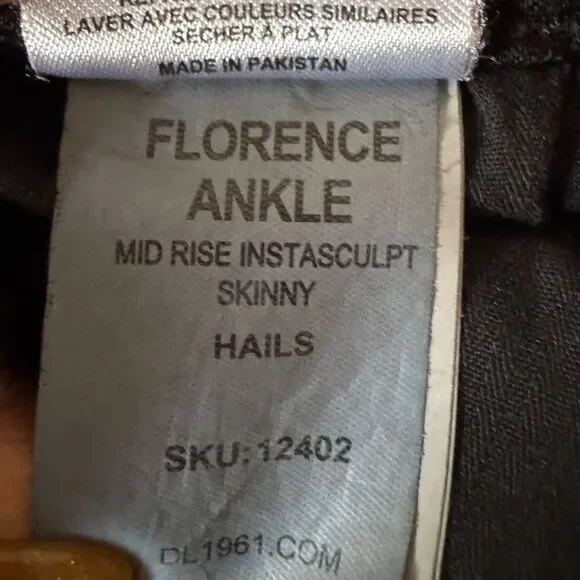 LAVER AVEC COULEURS SIMILAIRES
SECHER A PLAT
MADE IN PAKISTAN
FLORENCE
ANKLE
MID RISE INSTASCULPT
SKINNY
HAILS
SKU:12402
DL1961.COM